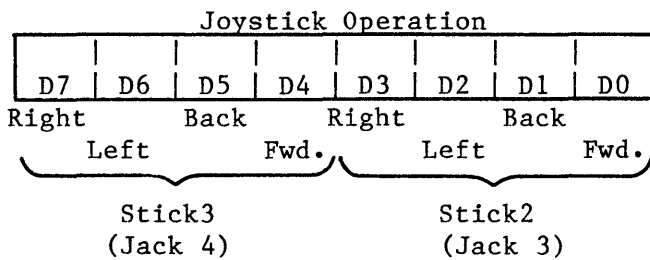 Joystick Operation
D7 D6 D5 D4 D3 D2 D1 D0
Right Back Right Back
Left Fwd. Left Fwd.
Stick3 Stick2
(Jack 4) (Jack 3)